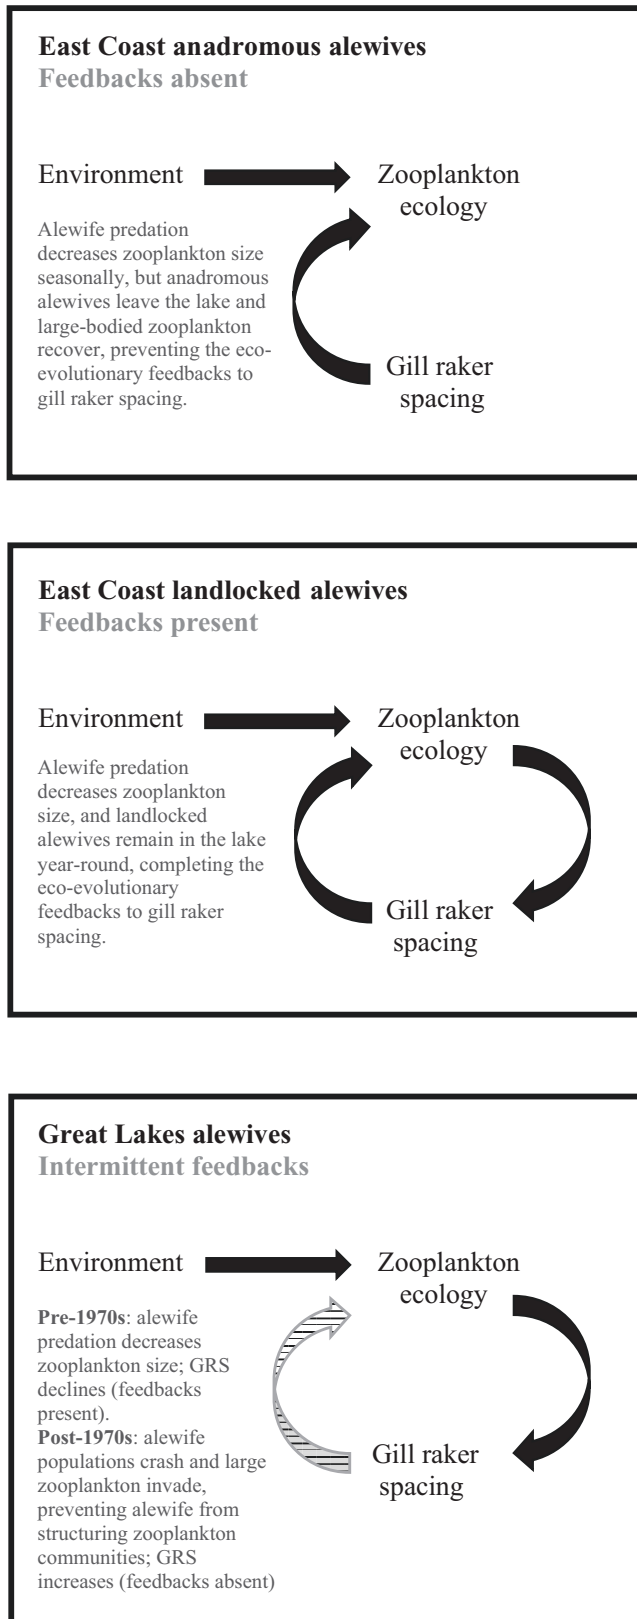 East Coast anadromous alewives
Feedbacks absent
Environment
Zooplankton
ecology
Alewife predation
decreases zooplankton size
seasonally, but anadromous
alewives leave the lake and
large-bodied zooplankton
recover, preventing the eco-
evolutionary feedbacks to
gill raker spacing.
Gill raker
spacing
East Coast landlocked alewives
Feedbacks present
Environment
Zooplankton
ecology
Alewife predation
decreases zooplankton
size, and landlocked
alewives remain in the lake
year-round, completing the
eco-evolutionary
feedbacks to gill raker
spacing.
Gill raker
spacing
Great Lakes alewives
Intermittent feedbacks
Environment
Zooplankton
ecology
Pre-1970s: alewife
predation decreases
zooplankton size; GRS
declines (feedbacks
present).
Post-1970s: alewife
populations crash and large
zooplankton invade,
preventing alewife from
structuring zooplankton
communities; GRS
increases (feedbacks absent)
Gill raker
spacing